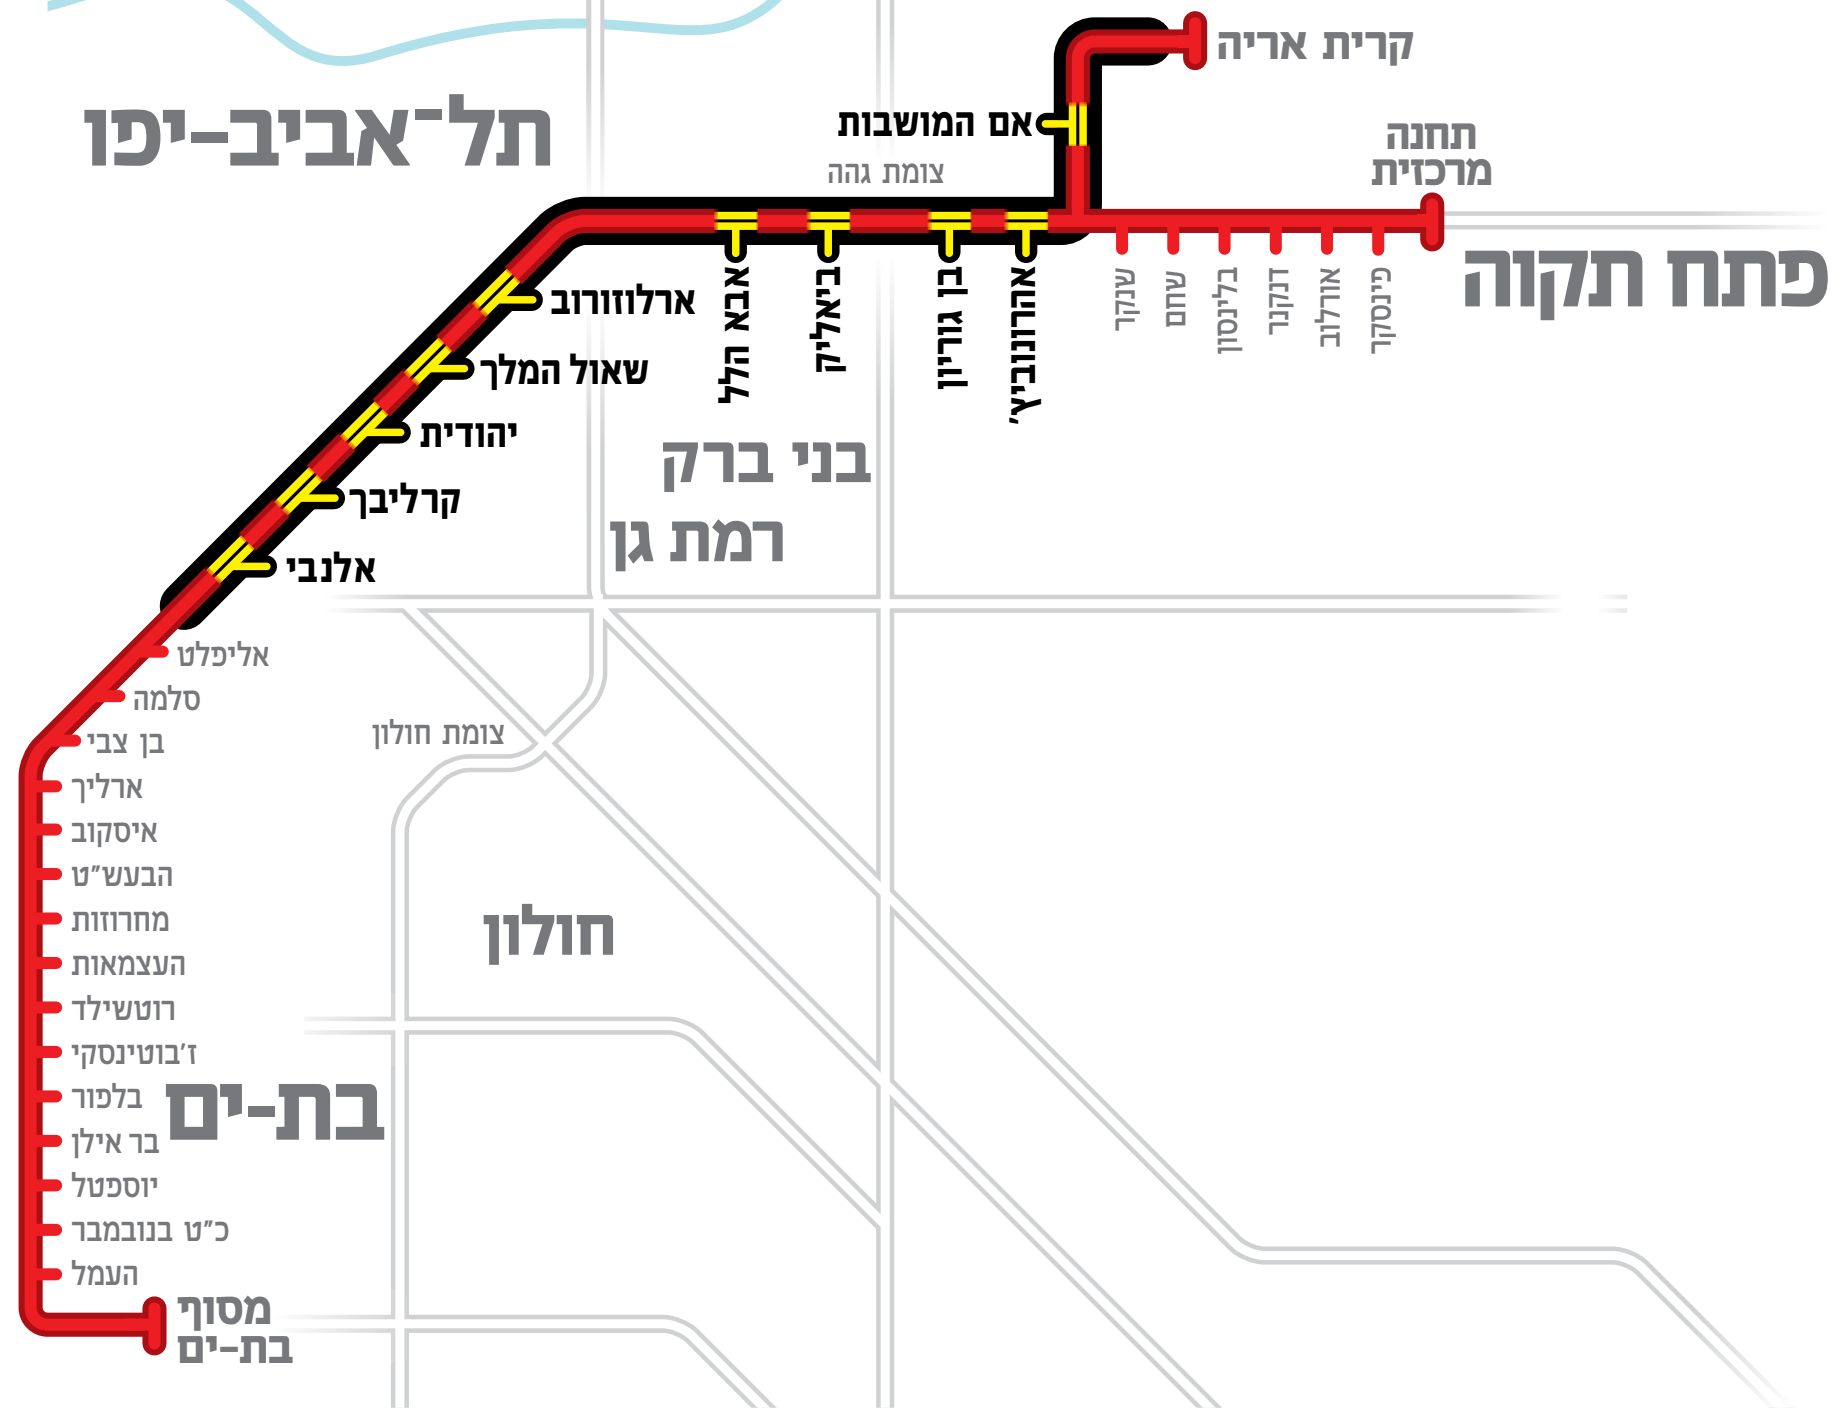 קרית אריה
תל־אביב-יפו
אם המושבות
תחנה
מרכזית
צומת גהה
פתח תקוה
אבא הלל
ביאליק
בן גוריון
אהרונוביץ'
שנקר
שחם
בלינסון
דנקנר
אורלוב
פינסקר
ארלוזורוב
שאול המלך
יהודית
קרליבך
אלנבי
בני ברק
רמת גן
אליפלט
סלמה
בן צבי
צומת חולון
ארליך
איסקוב
הבעש"ט
מחרוזות
חולון
העצמאות
רוטשילד
ז'בוטינסקי
בלפור
בת-ים
בר אילן
יוספטל
כ"ט בנובמבר
העמל
מסוף
בת-ים